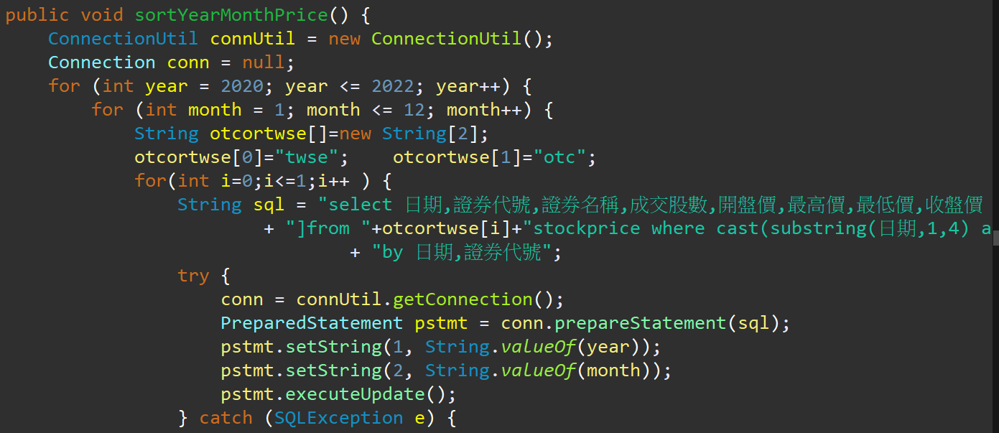 public void sortYearMonthPrice() {
ConnectionUtil connUtil = new ConnectionUtil();
Connection conn = null;
for (int year = 2020; year <= 2022; year++) {
for (int month = 1; month <= 12; month++) {
String otcortwse[]=new String[2];
otcortwse[0]="twse";    otcortwse[1]="otc";
for(int i=0;i<=1;i++ ) {
String sql = "select 日期,證券代號,證券名稱,成交股數,開盤價,最高價,最低價,收盤價
+ "]from "+otcortwse[i]+"stockprice where cast(substring(日期,1,4) a
+ "by 日期,證券代號";
try {
conn = connUtil.getConnection();
PreparedStatement pstmt = conn.prepareStatement(sql);
pstmt.setString(1, String.valueOf(year));
pstmt.setString(2, String.valueOf(month));
pstmt.executeUpdate();
} catch (SQLException e) {